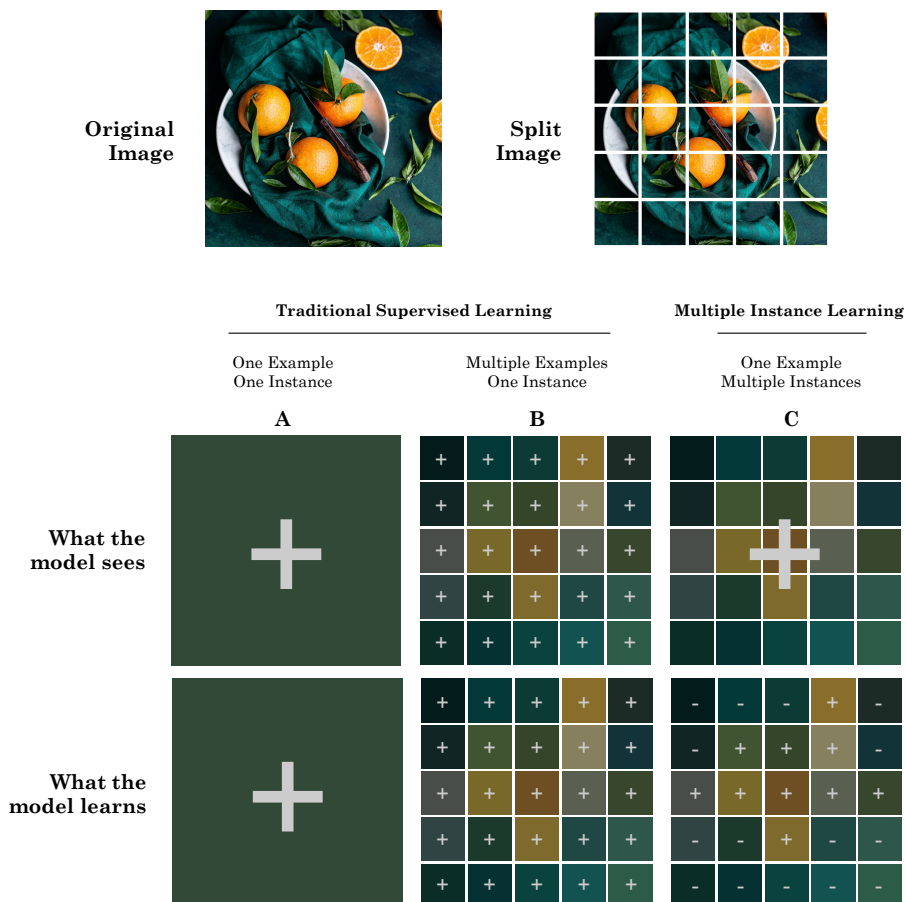 Original
Image
Split
Image
Traditional Supervised Learning
Multiple Instance Learning
One Example
One Instance
Multiple Examples
One Instance
One Example
Multiple Instances
A
B
C
What the
model sees
+
+ + + + +
+ + + + +
+ + + + +
+ + + + +
+ + + + +
+
What the
model learns
+
+ + + + +
+ + + + +
+ + + + +
+ + + + +
+ + + + +
- - - + -
- + + + -
+ + + + +
- - + - -
- - - - -